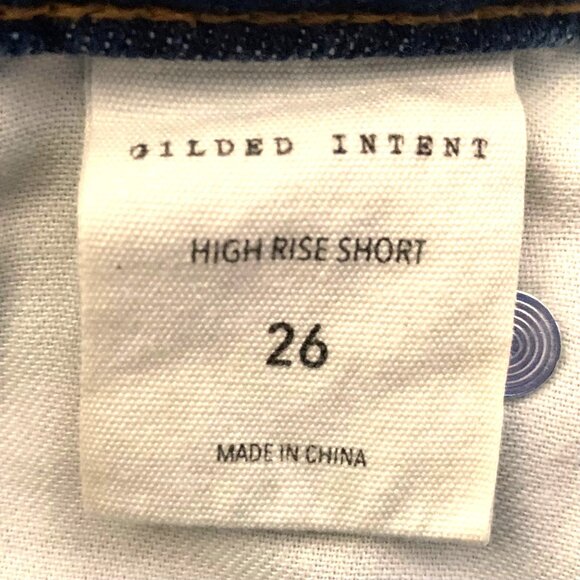 GILDED INTENT
HIGH RISE SHORT
26
MADE IN CHINA